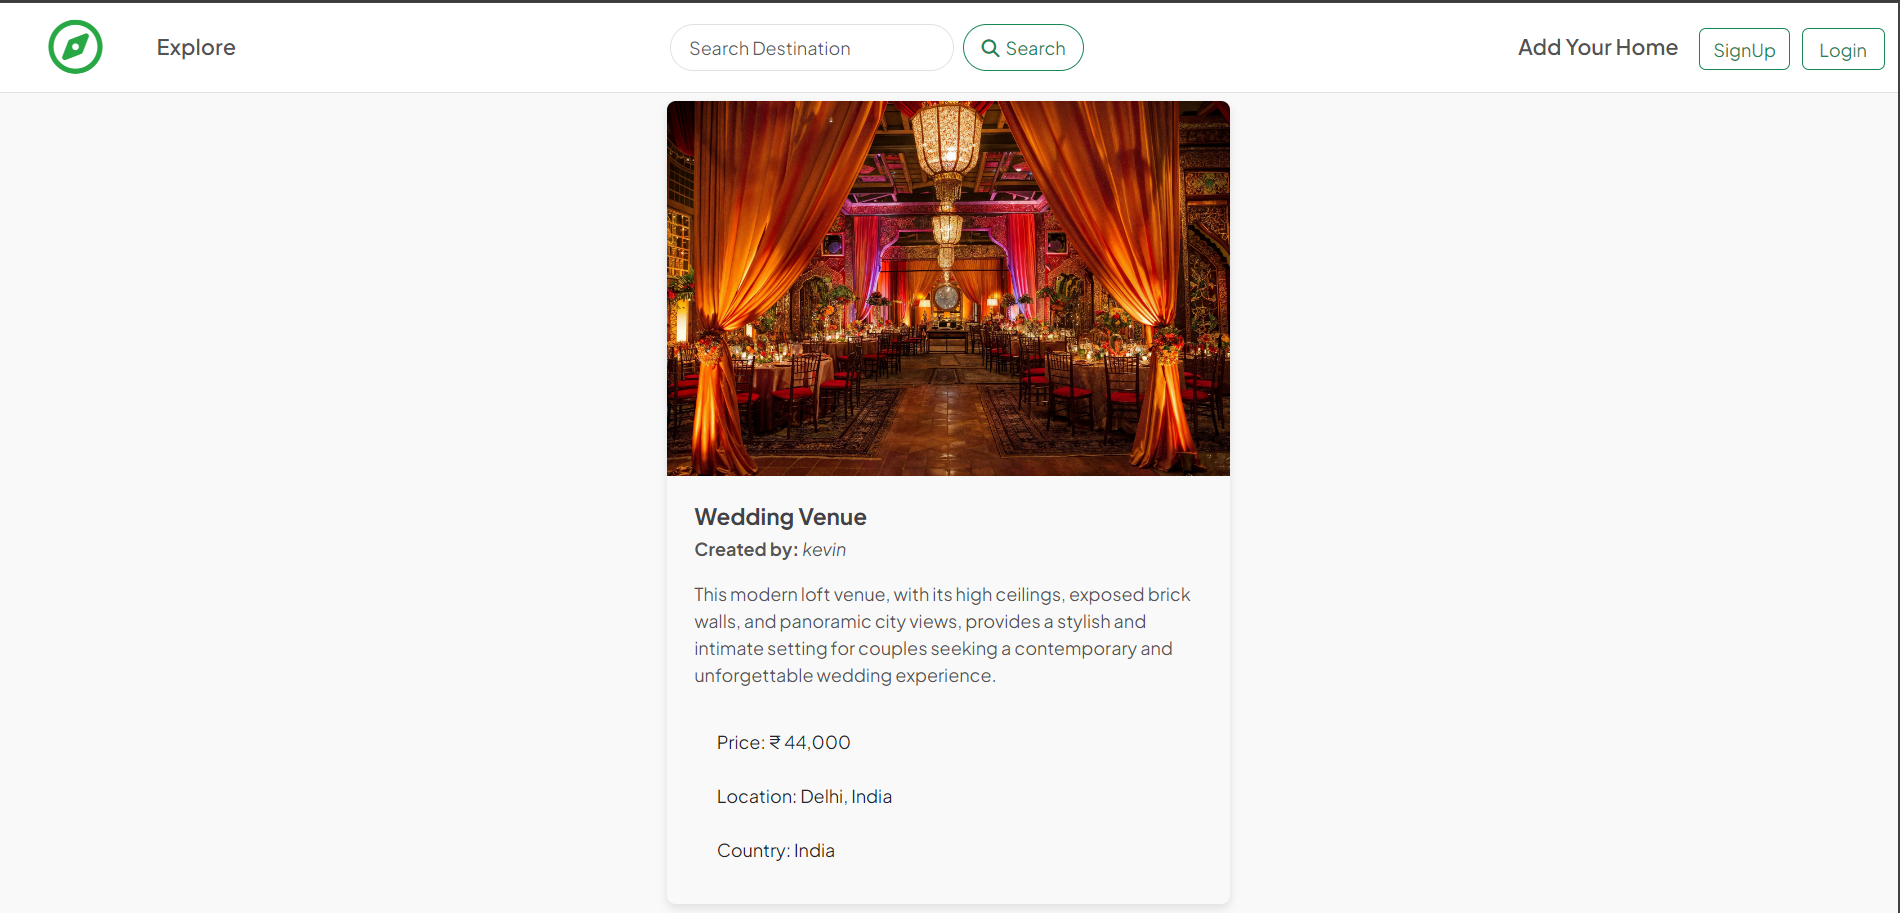 Explore
Search Destination
Search
Add Your Home
SignUp
Login
Wedding Venue
Created by: kevin
This modern loft venue, with its high ceilings, exposed brick
walls, and panoramic city views, provides a stylish and
intimate setting for couples seeking a contemporary and
unforgettable wedding experience.
Price: ₹ 44,000
Location: Delhi, India
Country: India